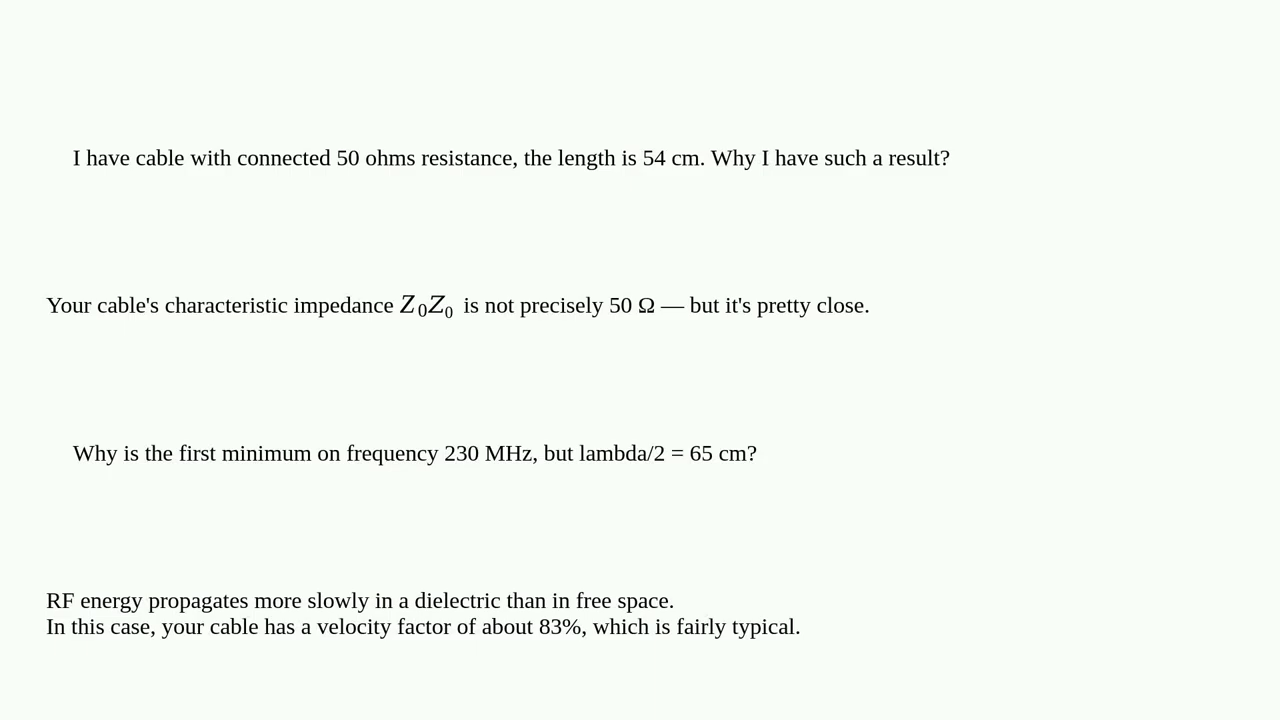 I have cable with connected 50 ohms resistance, the length is 54 cm. Why I have such a result?
Your cable's characteristic impedance Z₀Z₀ is not precisely 50 Ω — but it's pretty close.
Why is the first minimum on frequency 230 MHz, but lambda/2 = 65 cm?
RF energy propagates more slowly in a dielectric than in free space.
In this case, your cable has a velocity factor of about 83%, which is fairly typical.